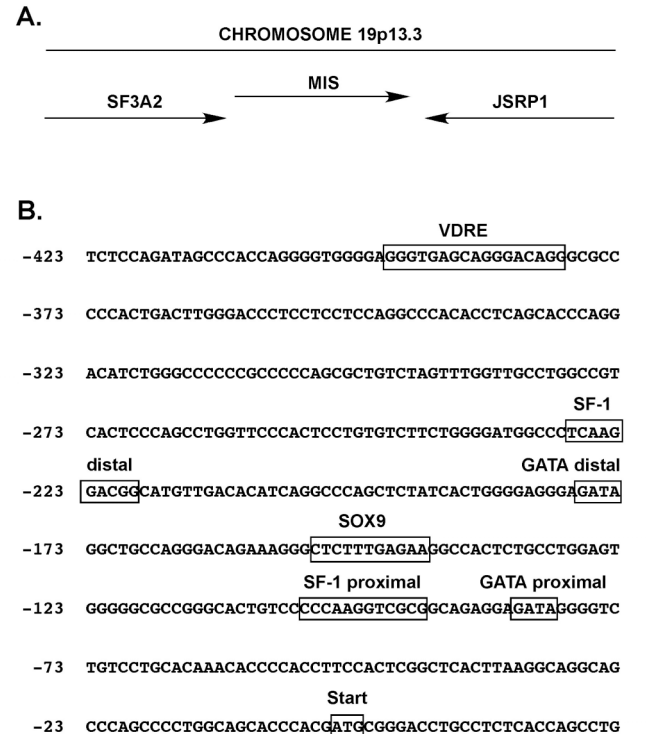 A.
CHROMOSOME 19p13.3
MIS
SF3A2 JSRP1
B.
VDRE
-423 TCTCCAGATAGCCCACCAGGGGTGGGGAGGGTGAGCAGGGACAGGGCGCC
-373 CCCACTGACTTGGGACCCTCCTCCTCCAGGCCCACACCTCAGCACCCAGG
-323 ACATCTGGGCCCCCCGCCCCCAGCGCTGTCTAGTTTGGTTGCCTGGCCGT
SF-1
-273 CACTCCCAGCCTGGTTCCCACTCCTGTGTCTTCTGGGGATGGCCCTCAAG
distal GATA distal
-223 GACGGCATGTTGACACATCAGGCCCAGCTCTATCACTGGGGAGGGAGATA
SOX9
-173 GGCTGCCAGGGACAGAAAGGGCTCTTTGAGAAGGCCACTCTGCCTGGAGT
SF-1 proximal GATA proximal
-123 GGGGGCGCCGGGCACTGTCCCCCAAGGTCGCGGCAGAGGAGATAGGGGTC
-73 TGTCCTGCACAAACACCCCACCTTCCACTCGGCTCACTTAAGGCAGGCAG
Start
-23 CCCAGCCCCTGGCAGCACCCACGATGCGGGACCTGCCTCTCACCAGCCTG